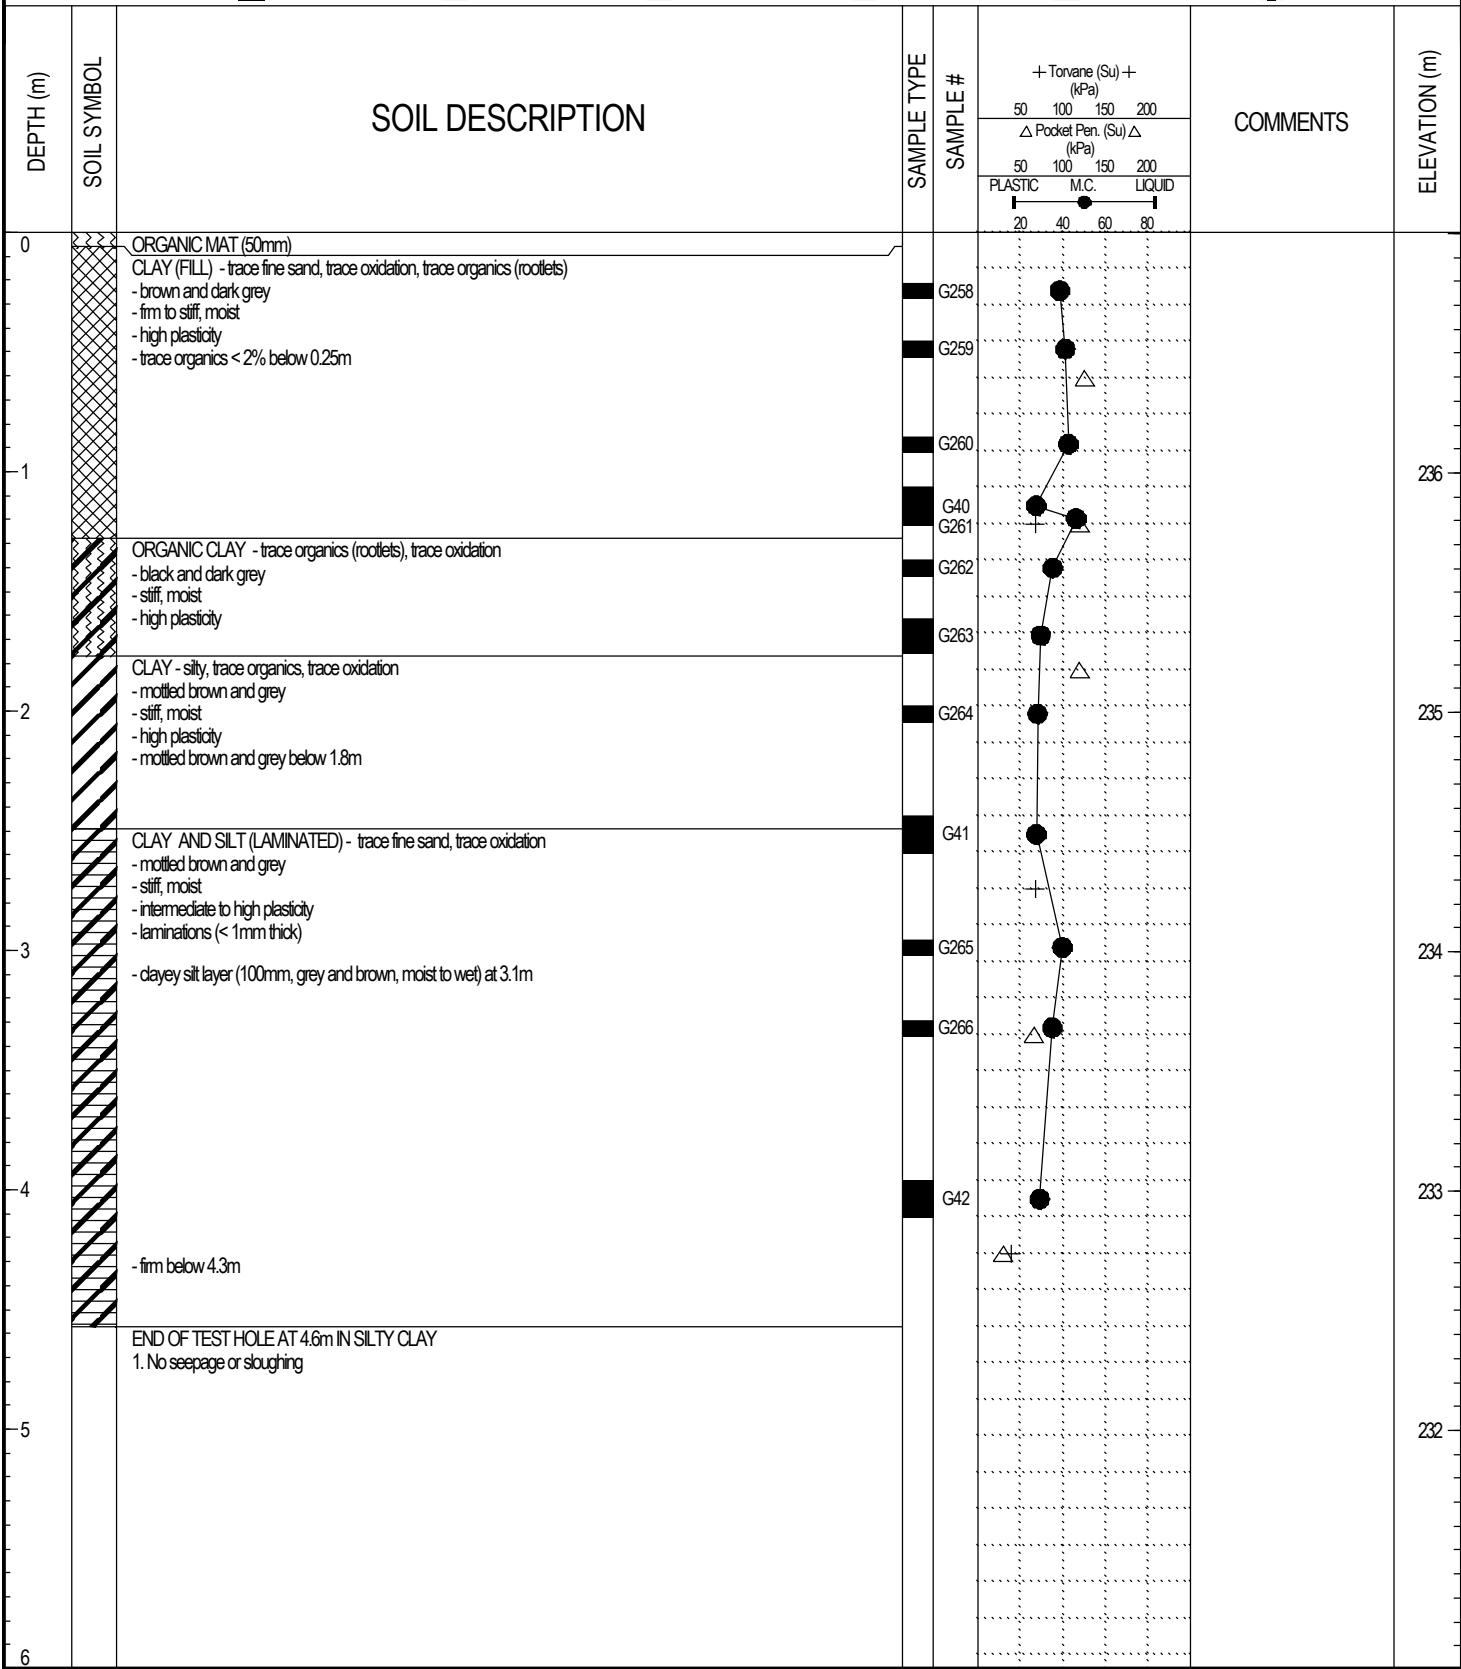 DEPTH (m)
SOIL SYMBOL
SOIL DESCRIPTION
SAMPLE TYPE
SAMPLE #
+ Torvane (Su) +
(kPa)
50 100 150 200
△ Pocket Pen. (Su) △
(kPa)
50 100 150 200
PLASTIC M.C. LIQUID
20 40 60 80
COMMENTS
ELEVATION (m)
0
ORGANIC MAT (50mm)
CLAY (FILL) - trace fine sand, trace oxidation, trace organics (rootlets)
- brown and dark grey
G258
- firm to stiff, moist
- high plasticity
G259
- trace organics < 2% below 0.25m
G260
1
236
G40
G261
ORGANIC CLAY - trace organics (rootlets), trace oxidation
G262
- black and dark grey
- stiff, moist
- high plasticity
G263
CLAY - silty, trace organics, trace oxidation
- mottled brown and grey
2
- stiff, moist
G264
235
- high plasticity
- mottled brown and grey below 1.8m
G41
CLAY AND SILT (LAMINATED) - trace fine sand, trace oxidation
- mottled brown and grey
- stiff, moist
- intermediate to high plasticity
- laminations (< 1mm thick)
3
G265
234
- clayey silt layer (100mm, grey and brown, moist to wet) at 3.1m
G266
4
G42
233
- firm below 4.3m
END OF TEST HOLE AT 4.6m IN SILTY CLAY
1. No seepage or sloughing
5
232
6